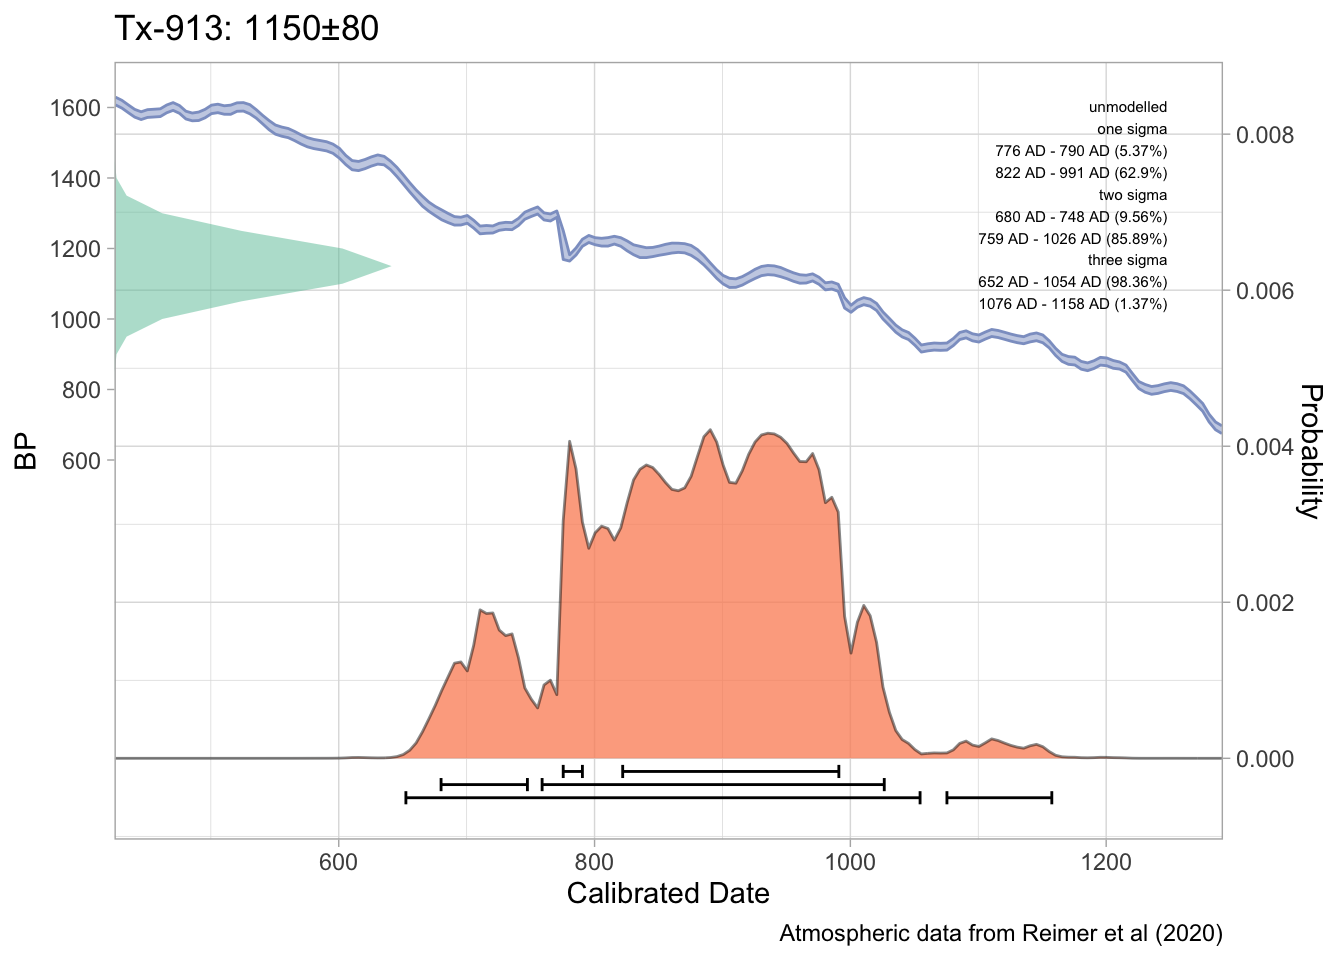 Tx-913: 1150±80
unmodelled
one sigma
776 AD - 790 AD (5.37%)
822 AD - 991 AD (62.9%)
two sigma
680 AD - 748 AD (9.56%)
759 AD - 1026 AD (85.89%)
three sigma
652 AD - 1054 AD (98.36%)
1076 AD - 1158 AD (1.37%)
BP
1600
1400
1200
1000
800
600
0.008
0.006
0.004
0.002
0.000
Probability
600 800 1000 1200
Calibrated Date
Atmospheric data from Reimer et al (2020)